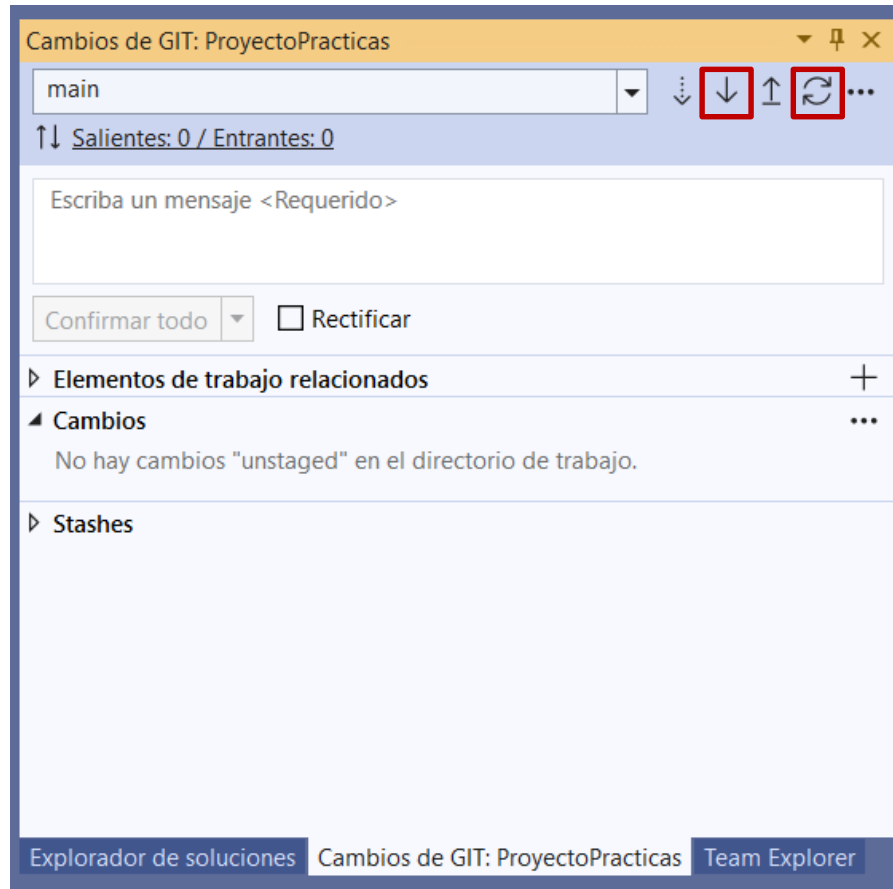 Cambios de GIT: ProyectoPracticas
main
Salientes: 0 / Entrantes: 0
Escriba un mensaje <Requerido>
Confirmar todo Rectificar
Elementos de trabajo relacionados
Cambios
No hay cambios "unstaged" en el directorio de trabajo.
Stashes
Explorador de soluciones Cambios de GIT: ProyectoPracticas Team Explorer